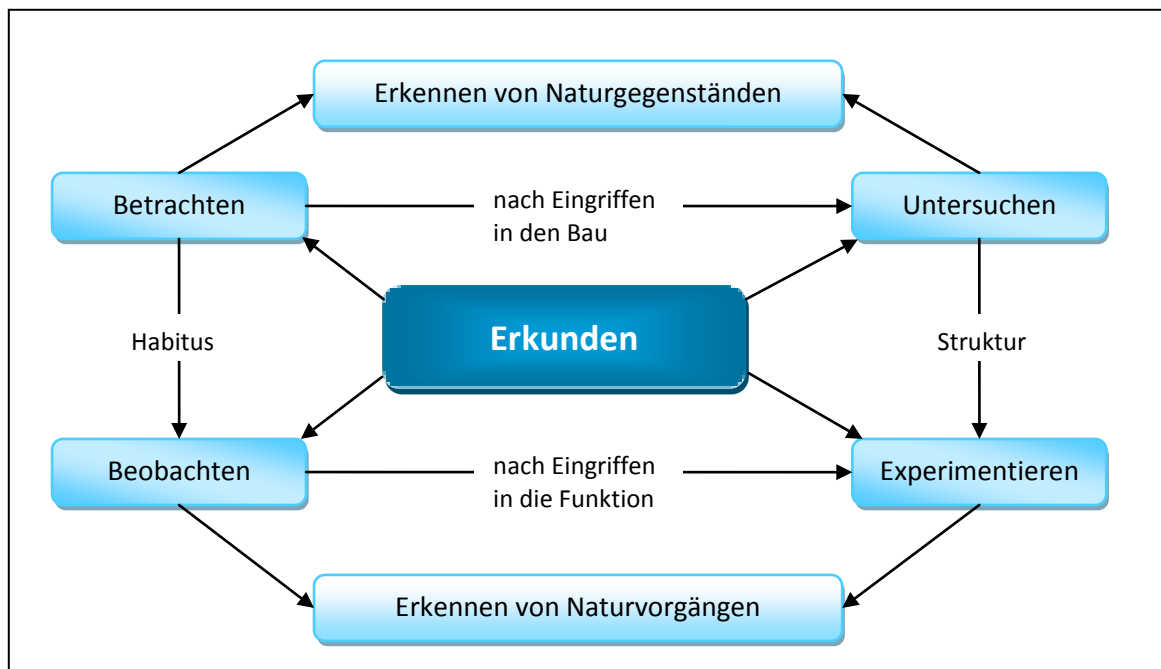 Erkennen von Naturgegenständen
Betrachten
nach Eingriffen
in den Bau
Untersuchen
Habitus
Erkunden
Struktur
Beobachten
nach Eingriffen
in die Funktion
Experimentieren
Erkennen von Naturvorgängen